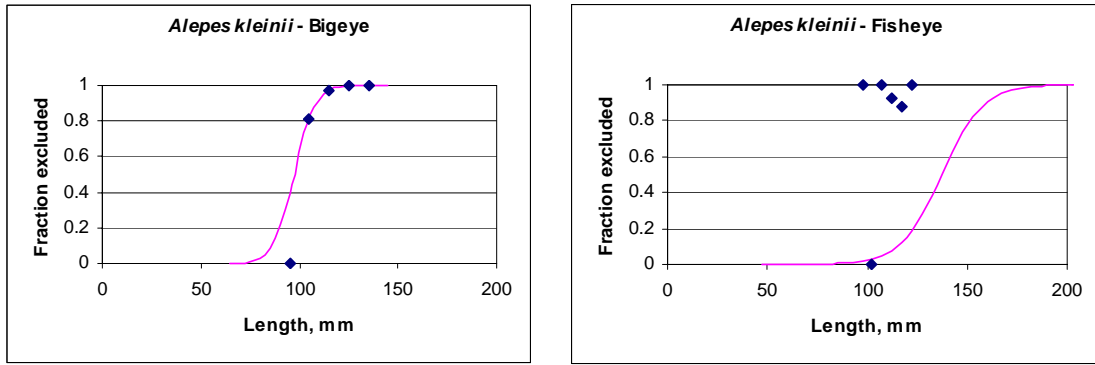 Alepes kleinii - Bigeye
Fraction excluded
1
0.8
0.6
0.4
0.2
0
0 50 100 150 200
Length, mm
Alepes kleinii - Fisheye
Fraction excluded
1
0.8
0.6
0.4
0.2
0
0 50 100 150 200
Length, mm